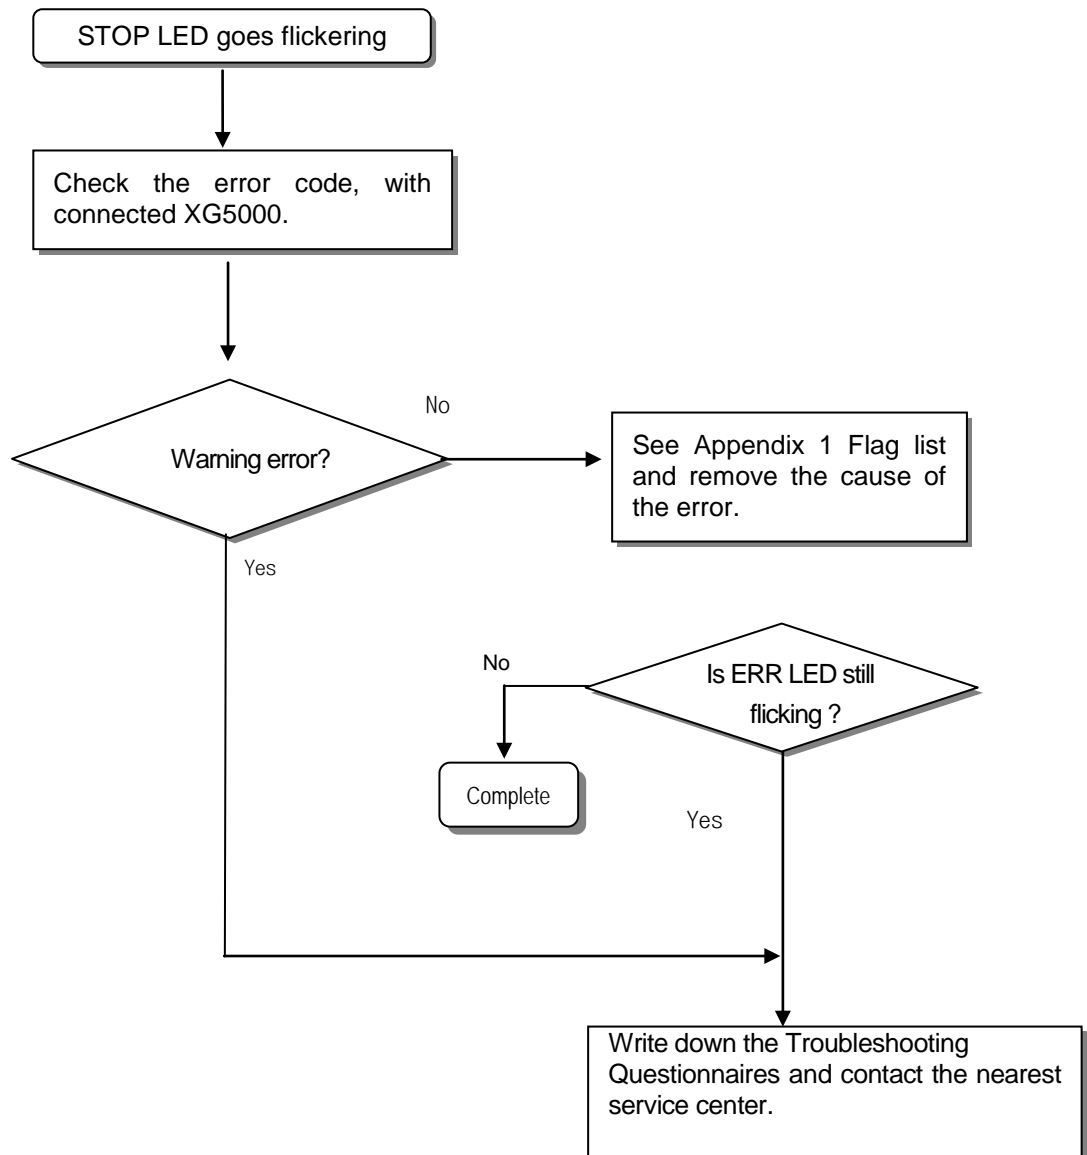 STOP LED goes flickering
Check the error code, with
connected XG5000.
No
Warning error?
See Appendix 1 Flag list
and remove the cause of
the error.
Yes
No
Is ERR LED still
flicking ?
Complete
Yes
Write down the Troubleshooting
Questionnaires and contact the nearest
service center.